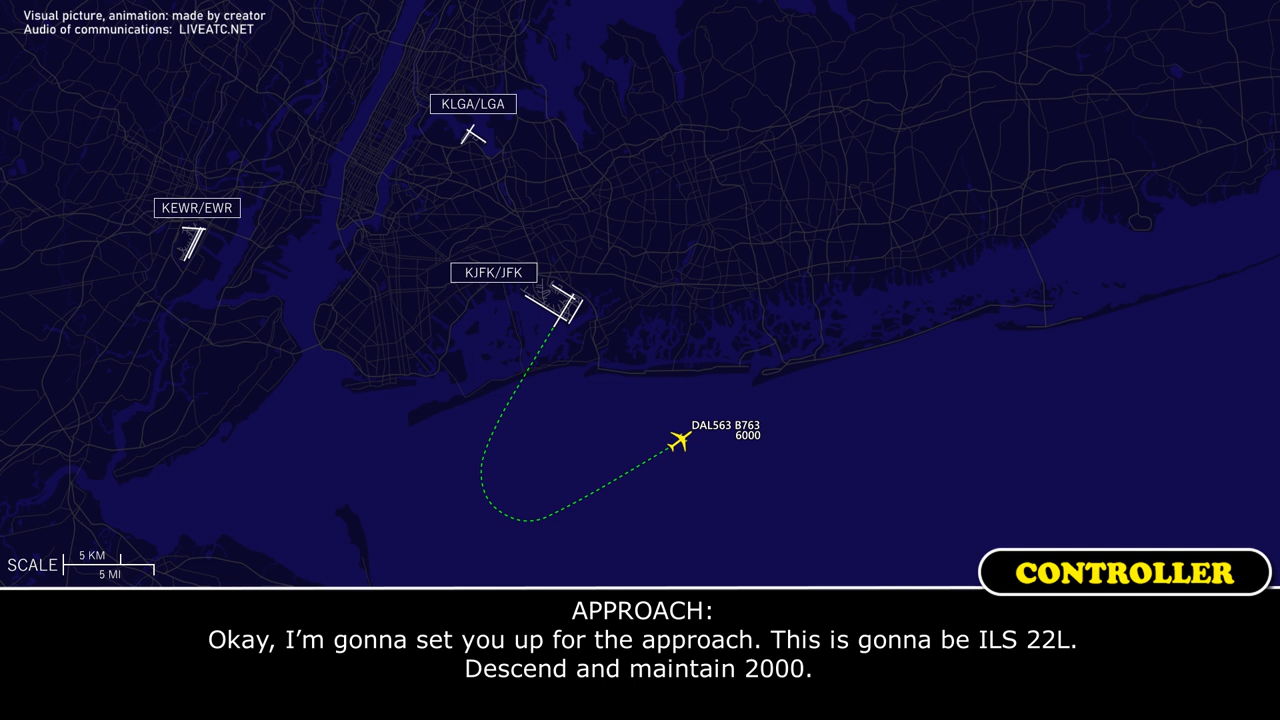 Visual picture, animation: made by creator
Audio of communications: LIVEATC.NET
KLGA/LGA
KEWR/EWR
KJFK/JFK
DAL563 B763
6000
SCALE
5 KM
5 MI
CONTROLLER
APPROACH:
Okay, I’m gonna set you up for the approach. This is gonna be ILS 22L.
Descend and maintain 2000.